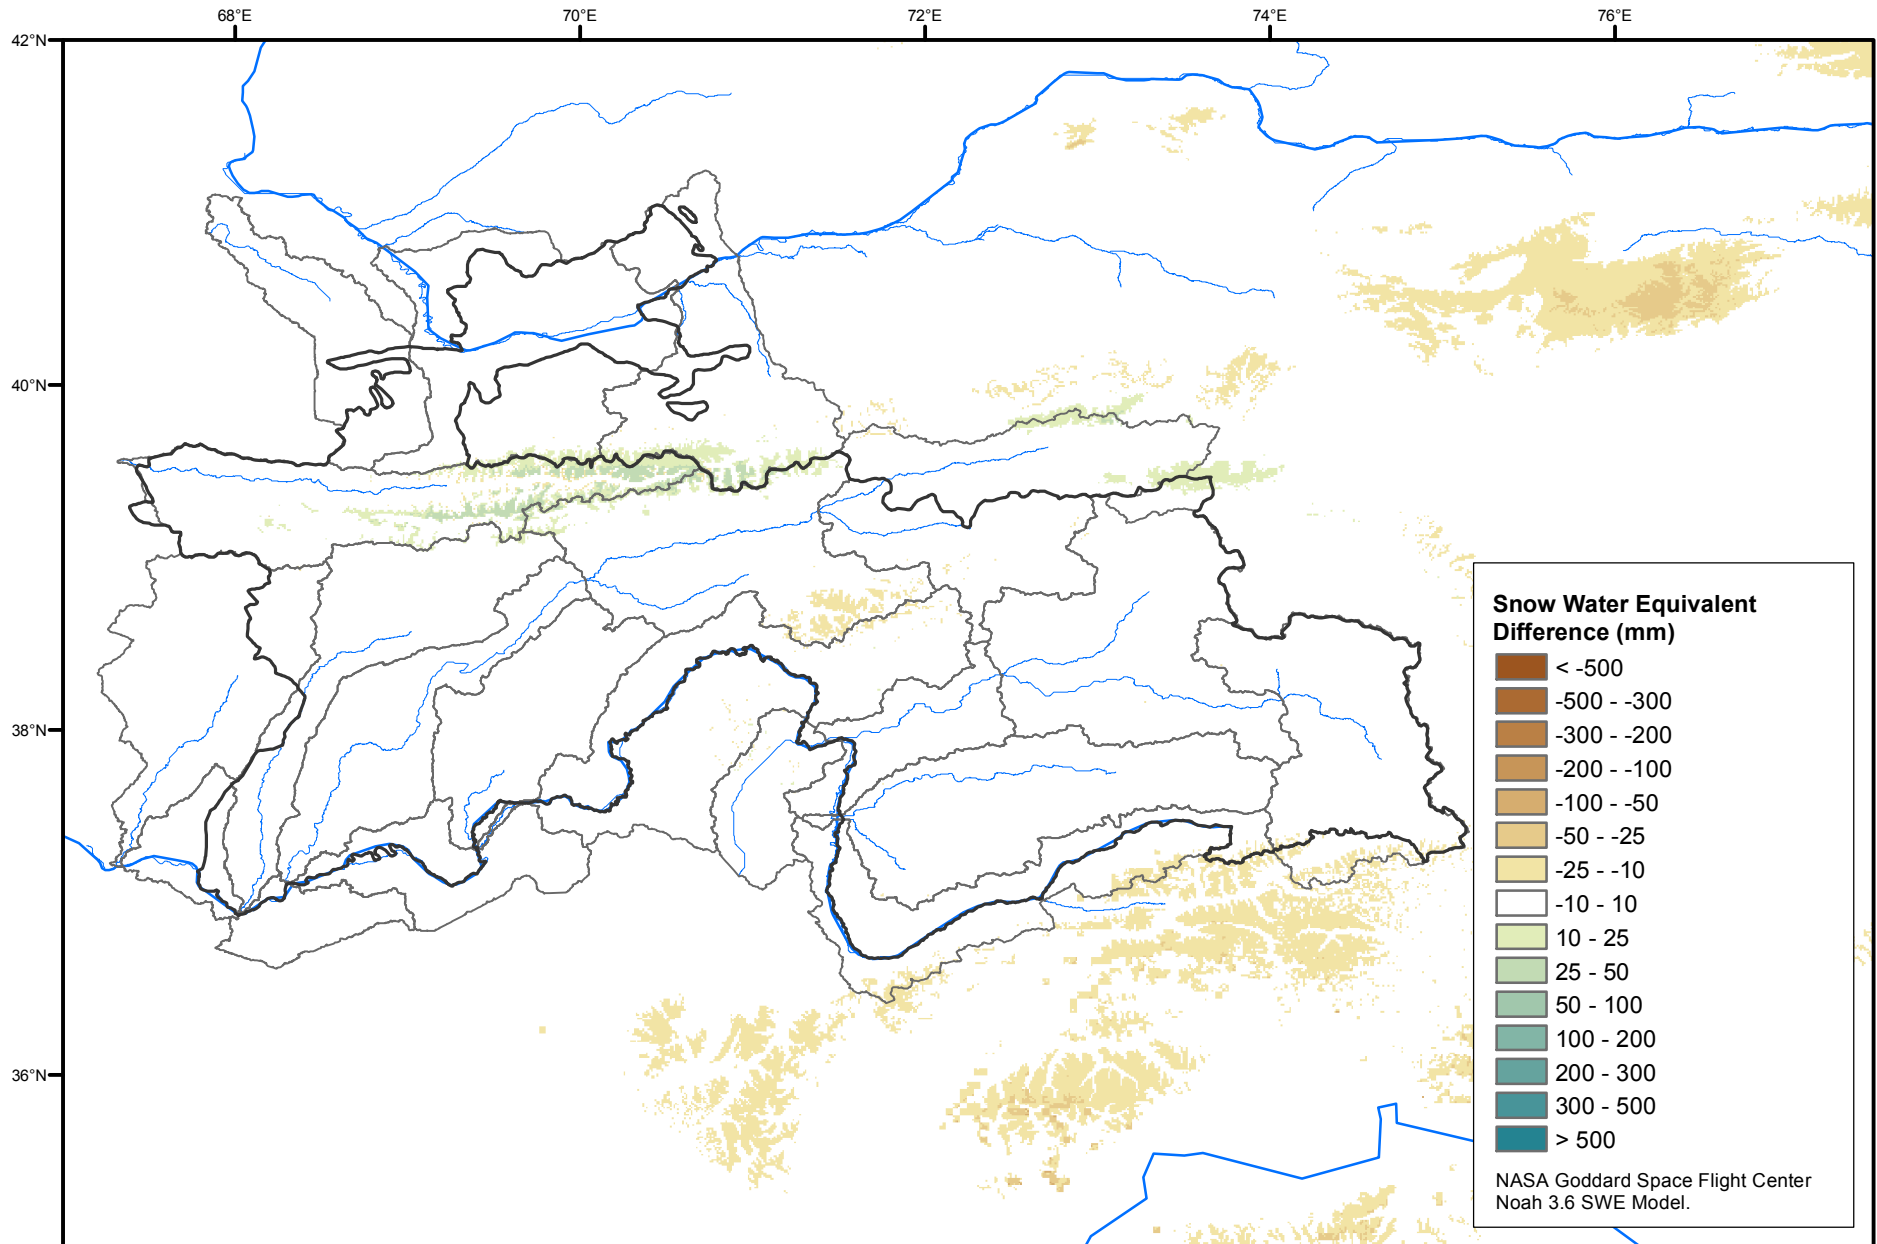 68°E
70°E
72°E
74°E
76°E
42°N
40°N
38°N
36°N
Snow Water Equivalent
Difference (mm)
< -500
-500 - -300
-300 - -200
-200 - -100
-100 - -50
-50 - -25
-25 - -10
-10 - 10
10 - 25
25 - 50
50 - 100
100 - 200
200 - 300
300 - 500
> 500
NASA Goddard Space Flight Center
Noah 3.6 SWE Model.